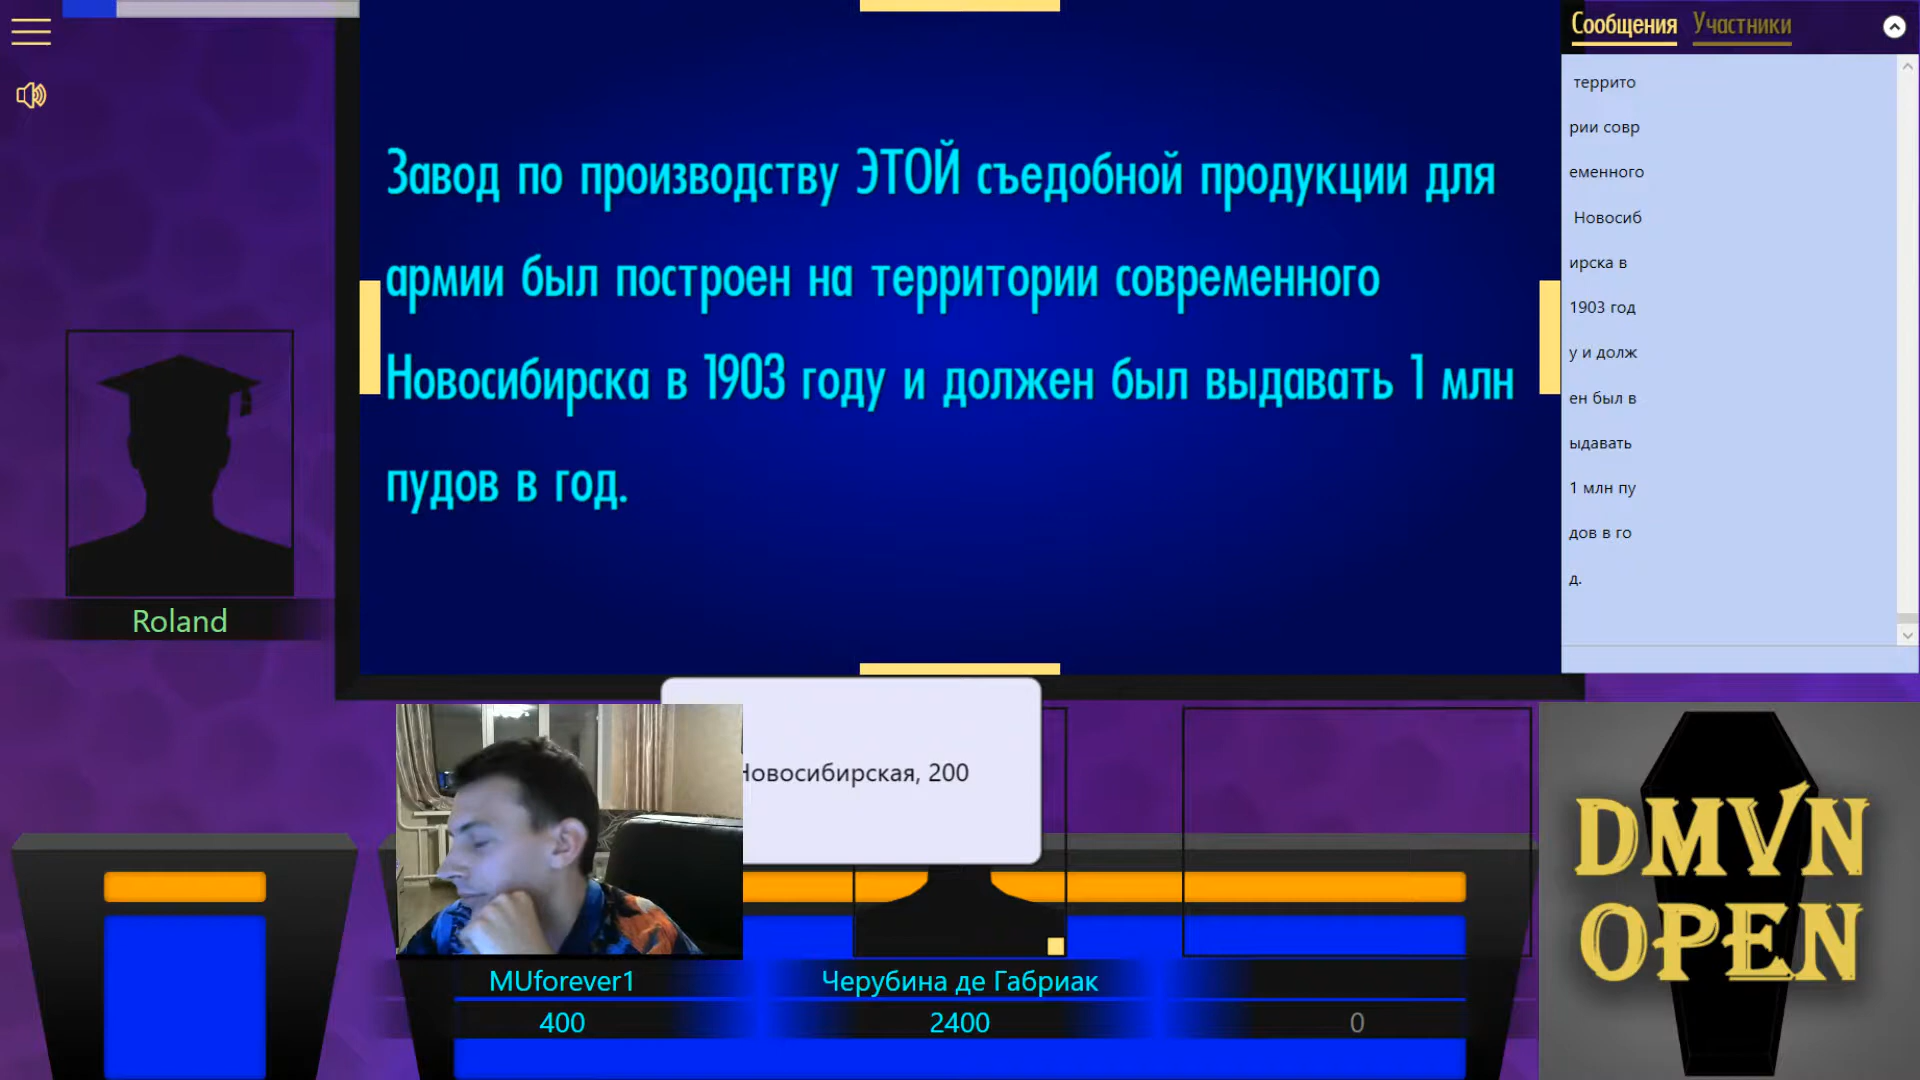 Сообщения Участники
Завод по производству ЭТОЙ съедобной продукции для
армии был построен на территории современного
Новосибирска в 1903 году и должен был выдавать 1 млн
пудов в год.
террито
рии совр
еменного
Новосиб
ирска в
1903 год
у и долж
ен был в
ыдавать
1 млн пу
дов в го
д.
Roland
Новосибирская, 200
MUforever1
400
Черубина де Габриак
2400
0
DMVN
OPEN